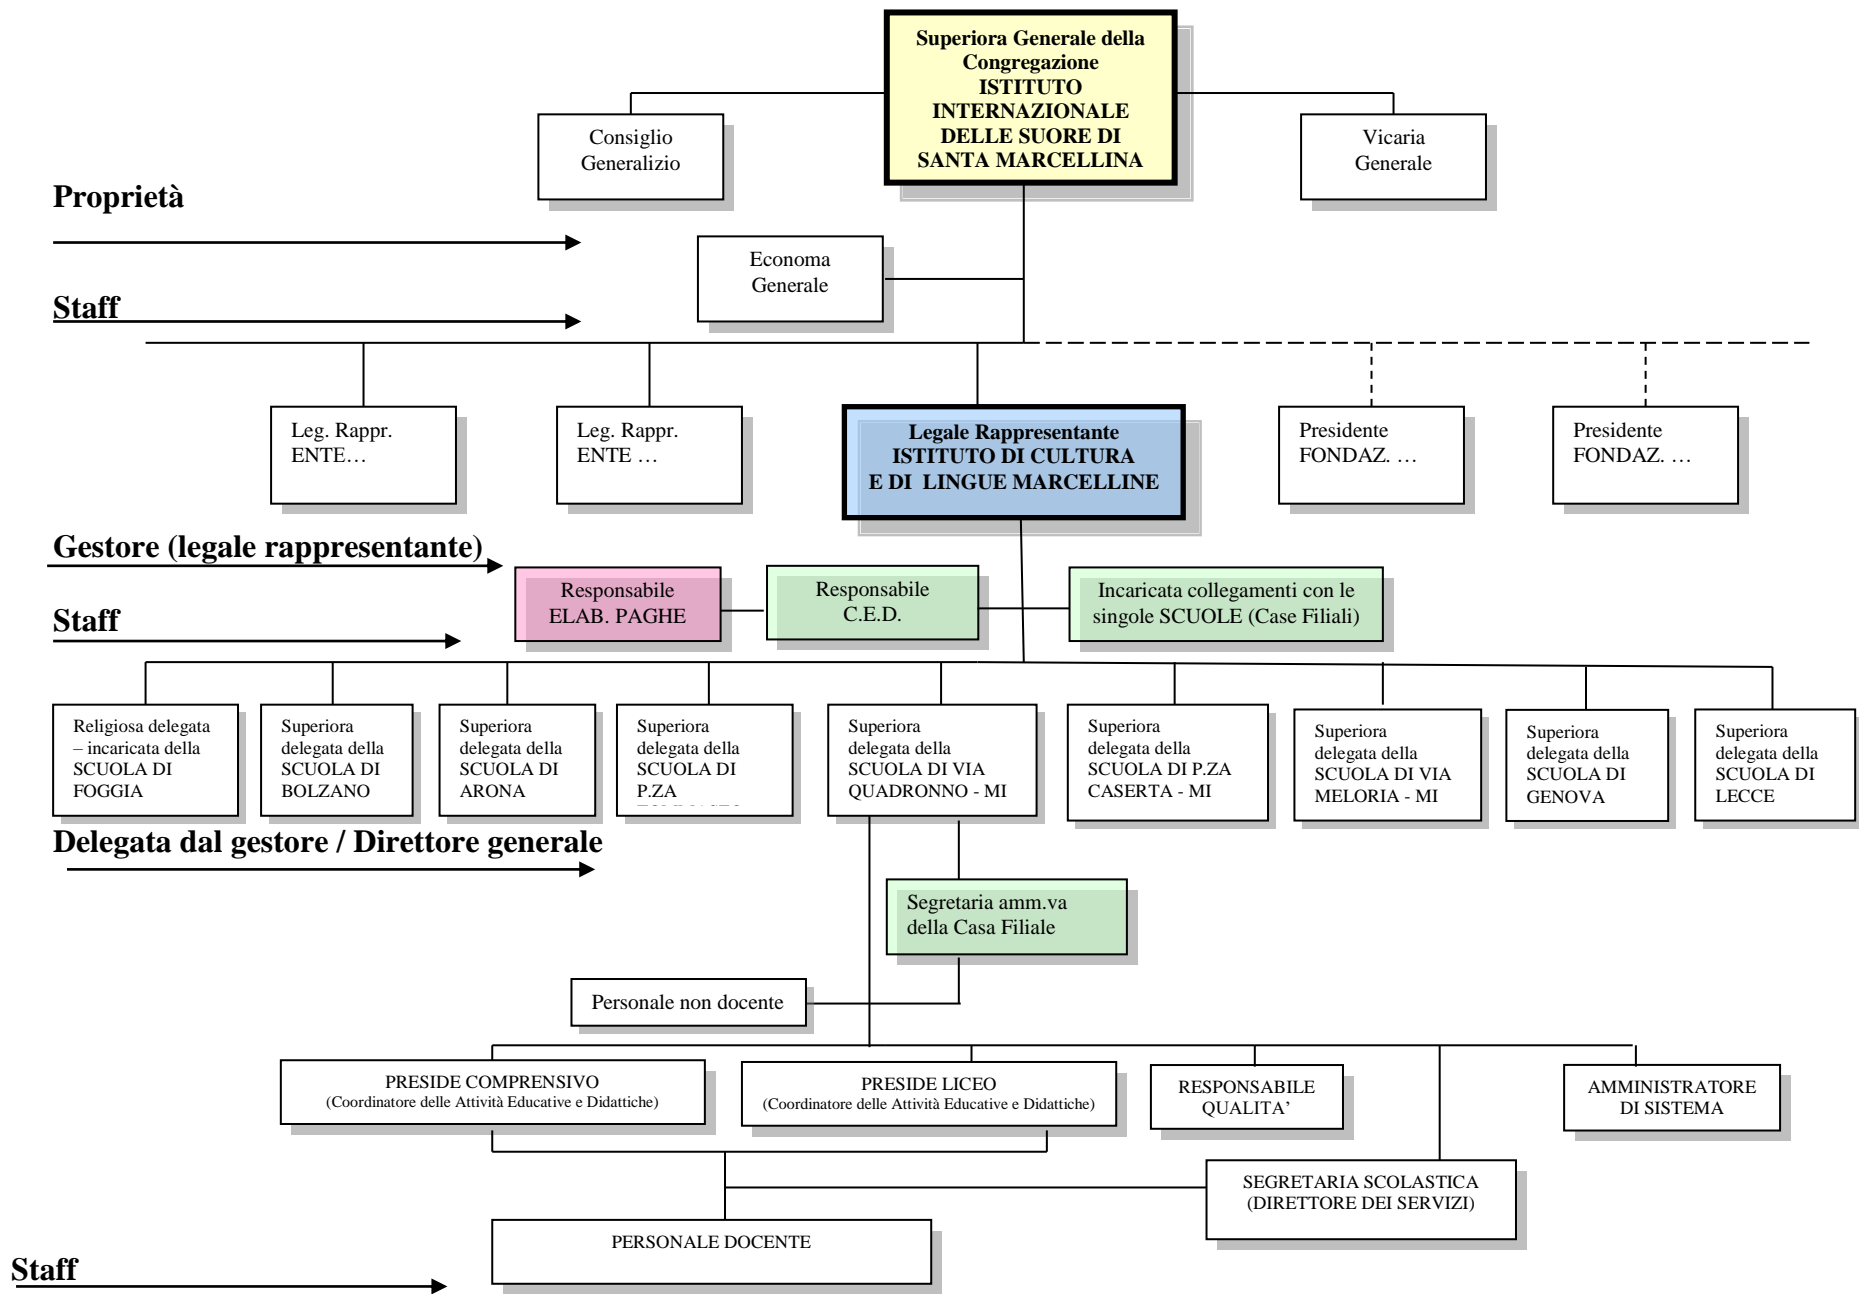 Superiora Generale della
Congregazione
ISTITUTO
INTERNAZIONALE
DELLE SUORE DI
SANTA MARCELLINA
Consiglio
Generalizio
Vicaria
Generale
Proprietà
Economa
Generale
Staff
Leg. Rappr.
ENTE…
Leg. Rappr.
ENTE …
Legale Rappresentante
ISTITUTO DI CULTURA
E DI LINGUE MARCELLINE
Presidente
FONDAZ. …
Presidente
FONDAZ. …
Gestore (legale rappresentante)
Responsabile
ELAB. PAGHE
Responsabile
C.E.D.
Incaricata collegamenti con le
singole SCUOLE (Case Filiali)
Staff
Religiosa delegata
– incaricata della
SCUOLA DI
FOGGIA
Superiora
delegata della
SCUOLA DI
BOLZANO
Superiora
delegata della
SCUOLA DI
ARONA
Superiora
delegata della
SCUOLA DI
P.ZA
Superiora
delegata della
SCUOLA DI VIA
QUADRONNO - MI
Superiora
delegata della
SCUOLA DI P.ZA
CASERTA - MI
Superiora
delegata della
SCUOLA DI VIA
MELORIA - MI
Superiora
delegata della
SCUOLA DI
GENOVA
Superiora
delegata della
SCUOLA DI
LECCE
Delegata dal gestore / Direttore generale
Segretaria amm.va
della Casa Filiale
Personale non docente
PRESIDE COMPRENSIVO
(Coordinatore delle Attività Educative e Didattiche)
PRESIDE LICEO
(Coordinatore delle Attività Educative e Didattiche)
RESPONSABILE
QUALITA’
AMMINISTRATORE
DI SISTEMA
SEGRETARIA SCOLASTICA
(DIRETTORE DEI SERVIZI)
PERSONALE DOCENTE
Staff